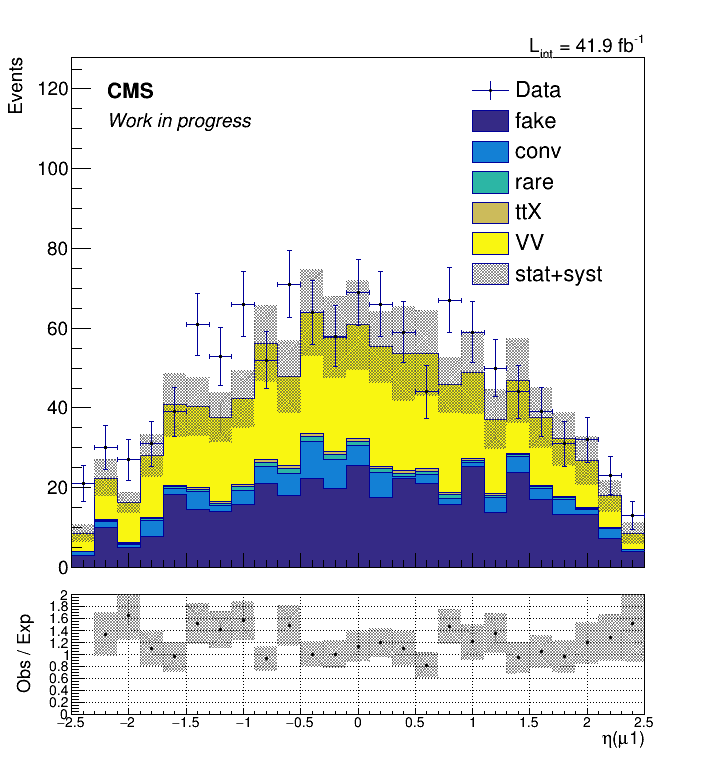 L_int = 41.9 fb^-1
Events
120
100
80
60
40
20
0
CMS
Work in progress
Data
fake
conv
rare
ttX
VV
stat+syst
Obs / Exp
2
1.8
1.6
1.4
1.2
1
0.8
0.6
0.4
0.2
0
−2.5 −2 −1.5 −1 −0.5 0 0.5 1 1.5 2 2.5
η(μ1)